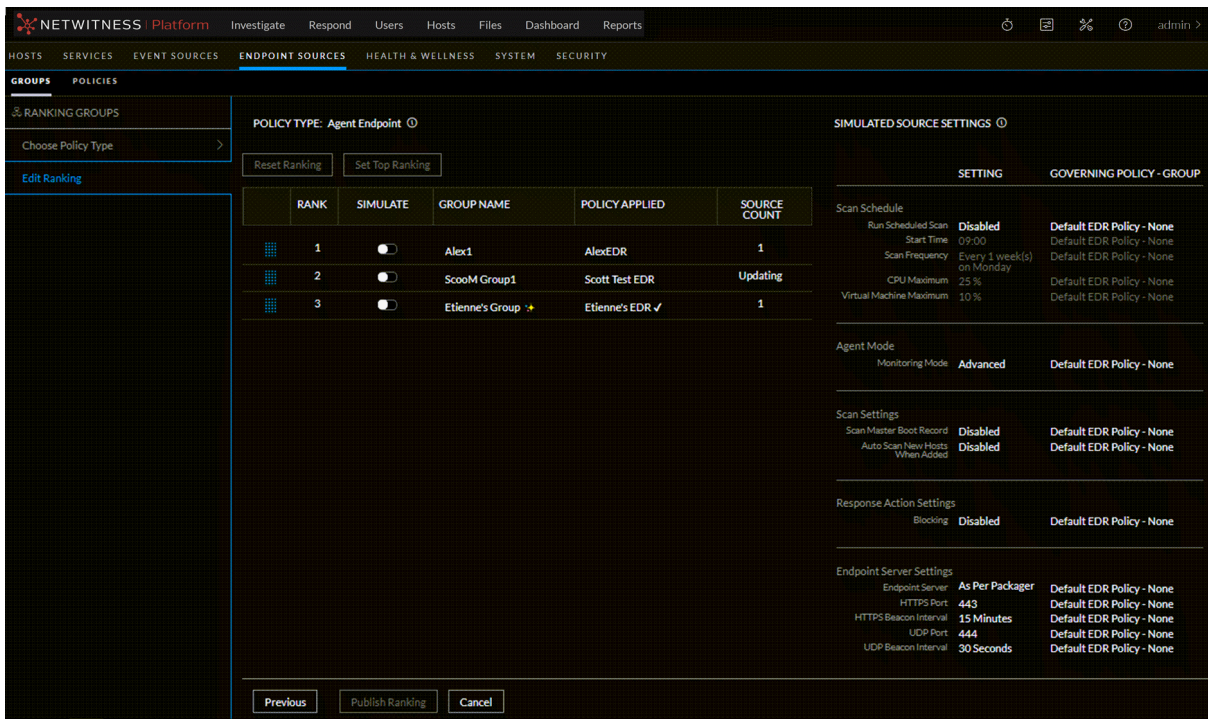 NETWITNESS Platform Investigate Respond Users Hosts Files Dashboard Reports admin >
HOSTS SERVICES EVENT SOURCES ENDPOINT SOURCES HEALTH & WELLNESS SYSTEM SECURITY
GROUPS POLICIES
RANKING GROUPS
Choose Policy Type
Edit Ranking
POLICY TYPE: Agent Endpoint
Reset Ranking Set Top Ranking
RANK SIMULATE GROUP NAME POLICY APPLIED SOURCE COUNT
1 Alex1 AlexEDR 1
2 ScooM Group1 Scott Test EDR Updating
3 Etienne's Group ✨ Etienne's EDR ✓ 1
SIMULATED SOURCE SETTINGS
SETTING GOVERNING POLICY - GROUP
Scan Schedule
Run Scheduled Scan Disabled Default EDR Policy - None
Start Time 09:00 Default EDR Policy - None
Scan Frequency Every 1 week(s) Default EDR Policy - None
on Monday
CPU Maximum 25 % Default EDR Policy - None
Virtual Machine Maximum 10 % Default EDR Policy - None
Agent Mode
Monitoring Mode Advanced Default EDR Policy - None
Scan Settings
Scan Master Boot Record Disabled Default EDR Policy - None
Auto Scan New Hosts Disabled Default EDR Policy - None
When Added
Response Action Settings
Blocking Disabled Default EDR Policy - None
Endpoint Server Settings
Endpoint Server As Per Packager Default EDR Policy - None
HTTPS Port 443 Default EDR Policy - None
HTTPS Beacon Interval 15 Minutes Default EDR Policy - None
UDP Port 444 Default EDR Policy - None
UDP Beacon Interval 30 Seconds Default EDR Policy - None
Previous Publish Ranking Cancel